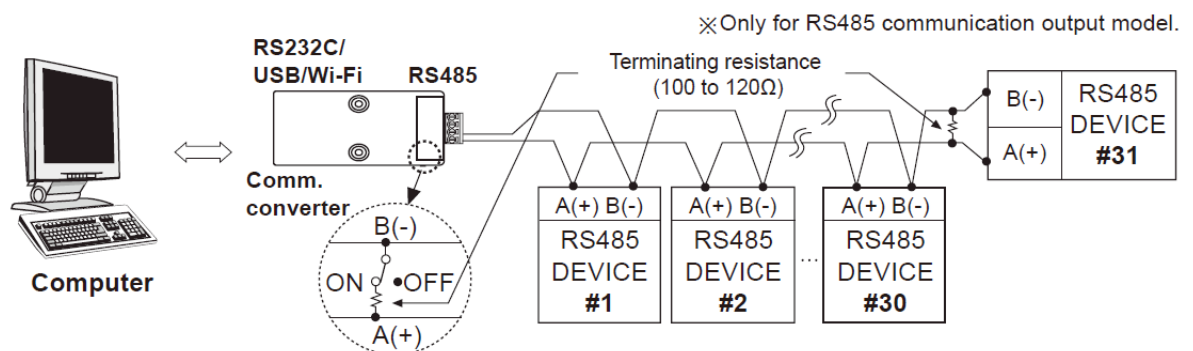 ※Only for RS485 communication output model.
RS232C/
USB/Wi-Fi
RS485
Terminating resistance
(100 to 120Ω)
B(-)
A(+)
RS485
DEVICE
#31
Comm.
converter
A(+) B(-)
RS485
DEVICE
#1
A(+) B(-)
RS485
DEVICE
#2
...
A(+) B(-)
RS485
DEVICE
#30
B(-)
ON
OFF
A(+)
Computer